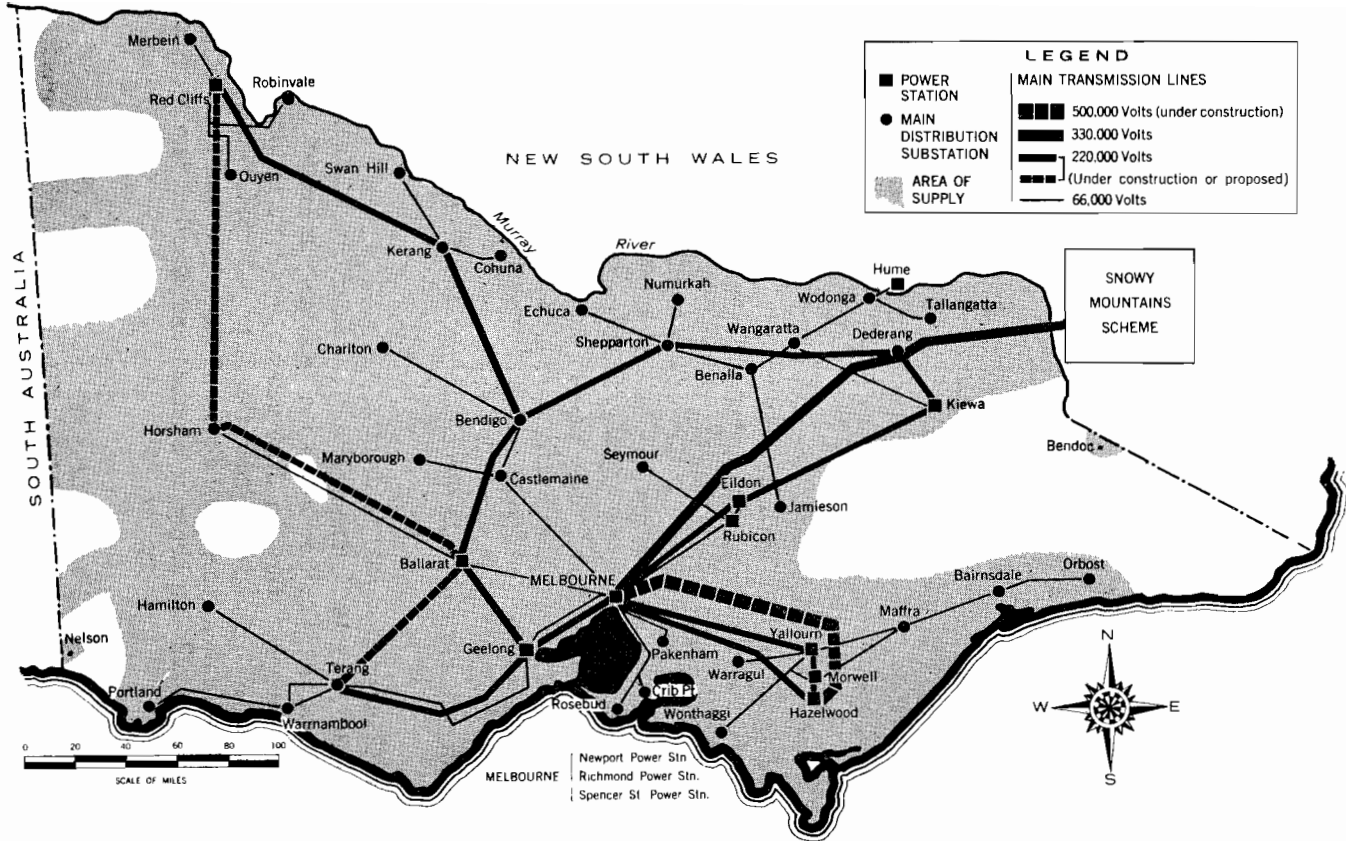 LEGEND
POWER
STATION
MAIN
DISTRIBUTION
SUBSTATION
AREA OF
SUPPLY
MAIN TRANSMISSION LINES
500,000 Volts (under construction)
330,000 Volts
220,000 Volts
(Under construction or proposed)
66,000 Volts
Merbein
Red Cliffs
Robinvale
Ouyen
Swan Hill
NEW SOUTH WALES
Murray
River
Kerang
Cohuna
Echuca
Numurkah
Shepparton
Wangaratta
Benalla
Wodonga
Hume
Tallangatta
Dederang
SNOWY
MOUNTAINS
SCHEME
SOUTH AUSTRALIA
Charlton
Horsham
Bendigo
Maryborough
Castlemaine
Seymour
Eildon
Rubicon
Jamieson
Kiewa
Bendoc
Ballarat
MELBOURNE
Hamilton
Nelson
Portland
Terang
Warrnambool
Geelong
Rosebud
Crib Pt.
Pakenham
Warragul
Wonthaggi
Yallourn
Morwell
Hazelwood
Maffra
Bairnsdale
Orbost
N
W
E
S
0 20 40 60 80 100
SCALE OF MILES
MELBOURNE
Newport Power Stn
Richmond Power Stn.
Spencer St Power Stn.